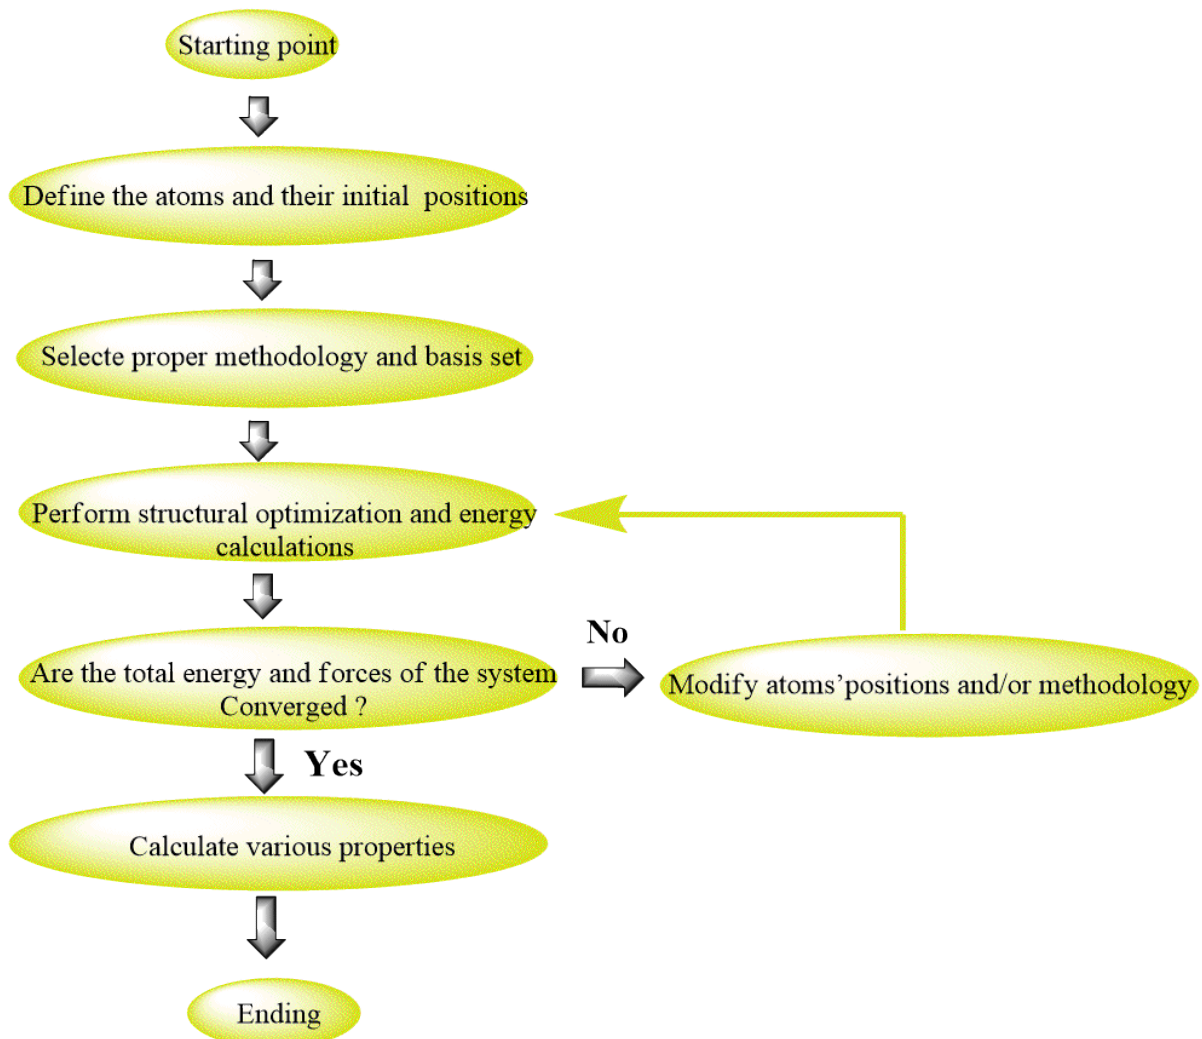 Starting point
Define the atoms and their initial positions
Selecte proper methodology and basis set
Perform structural optimization and energy
calculations
Are the total energy and forces of the system
Converged ?
No
Modify atoms’positions and/or methodology
Yes
Calculate various properties
Ending